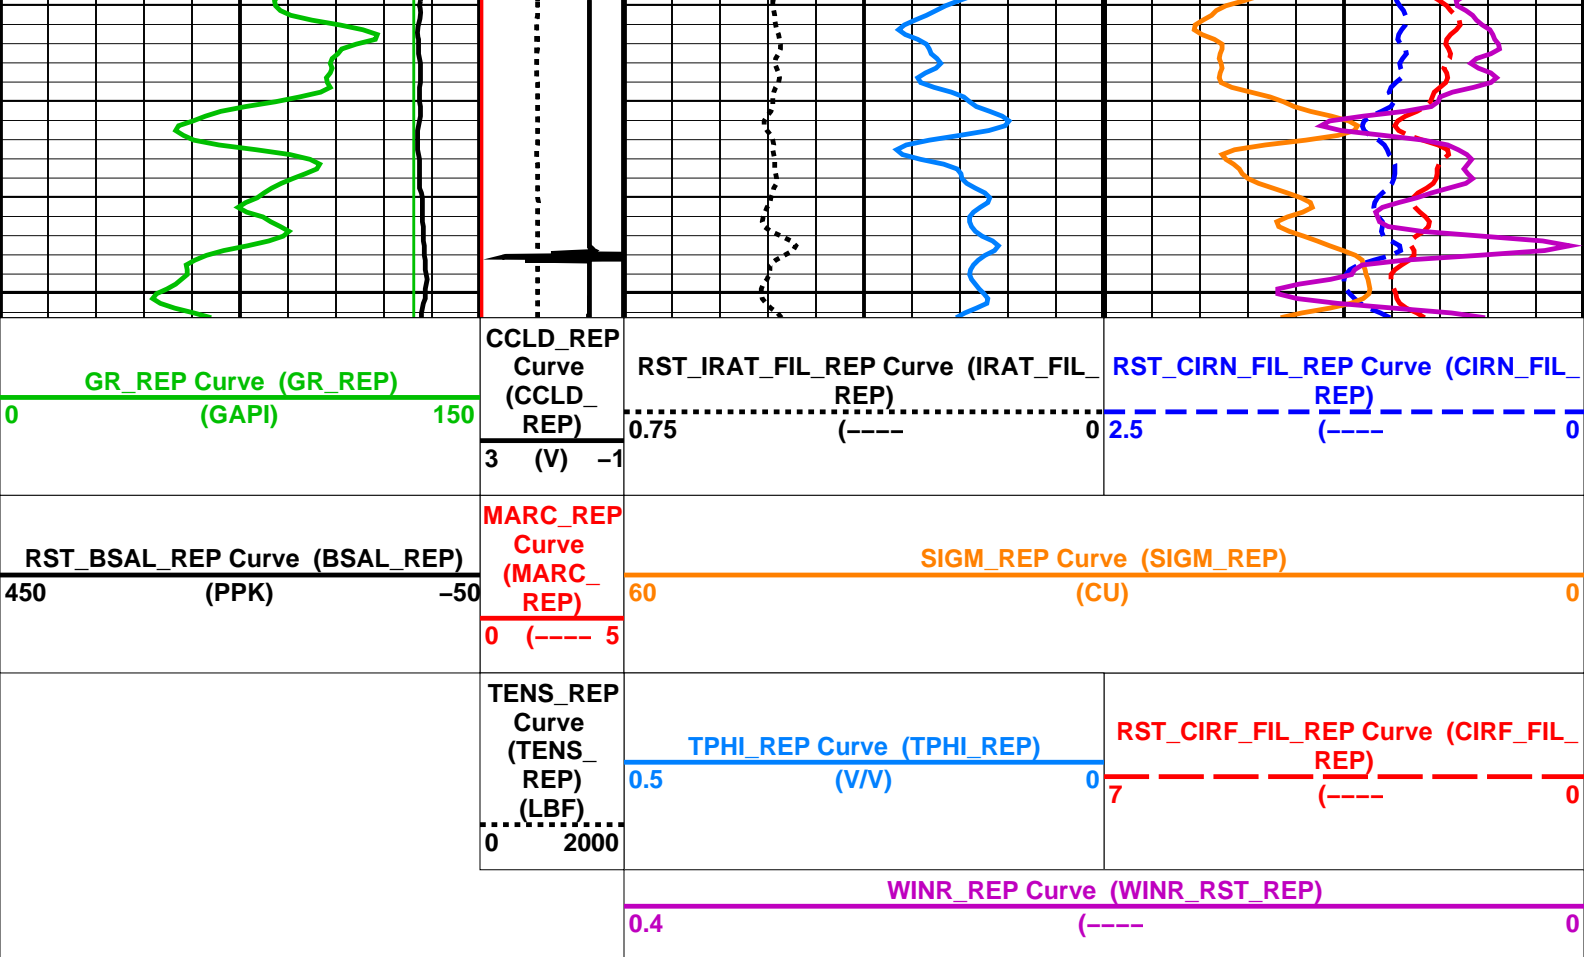 GR_REP Curve (GR_REP)
0 (GAPI) 150
CCLD_REP
Curve
(CCLD_
REP)
3 (V) −1
RST_IRAT_FIL_REP Curve (IRAT_FIL_
REP)
0.75 (−−−− 0
RST_CIRN_FIL_REP Curve (CIRN_FIL_
REP)
2.5 (−−−− 0
RST_BSAL_REP Curve (BSAL_REP)
450 (PPK) −50
MARC_REP
Curve
(MARC_
REP)
0 (−−−− 5
SIGM_REP Curve (SIGM_REP)
60 (CU) 0
TENS_REP
Curve
(TENS_
REP)
(LBF)
0 2000
TPHI_REP Curve (TPHI_REP)
0.5 (V/V) 0
RST_CIRF_FIL_REP Curve (CIRF_FIL_
REP)
7 (−−−− 0
WINR_REP Curve (WINR_RST_REP)
0.4 (−−−− 0